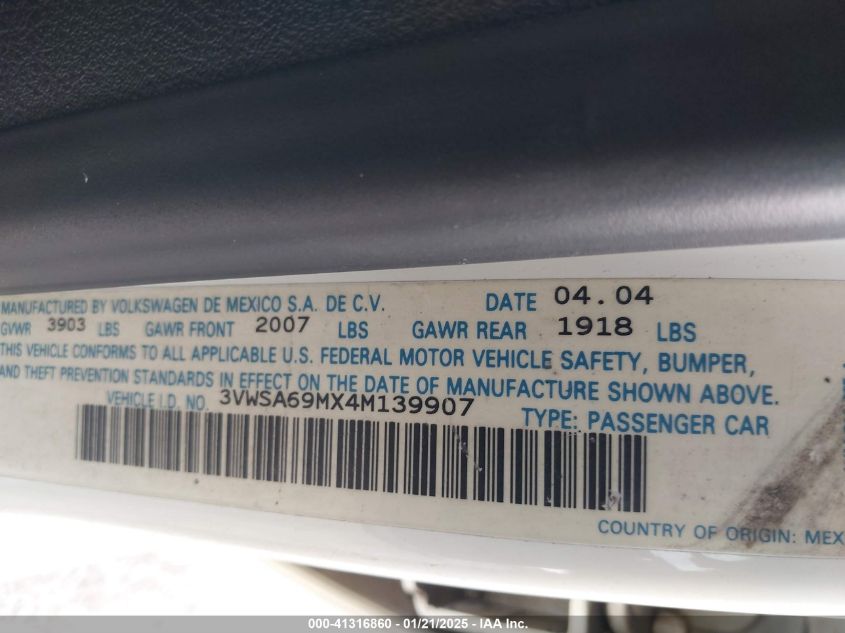 MANUFACTURED BY VOLKSWAGEN DE MEXICO S.A. DE C.V. DATE 04.04
GVWR 3903 LBS GAWR FRONT 2007 LBS GAWR REAR 1918 LBS
THIS VEHICLE CONFORMS TO ALL APPLICABLE U.S. FEDERAL MOTOR VEHICLE SAFETY, BUMPER,
AND THEFT PREVENTION STANDARDS IN EFFECT ON THE DATE OF MANUFACTURE SHOWN ABOVE.
VEHICLE I.D. NO. 3VWSA69MX4M139907 TYPE: PASSENGER CAR
COUNTRY OF ORIGIN: MEX
000-41316860 - 01/21/2025 - IAA Inc.